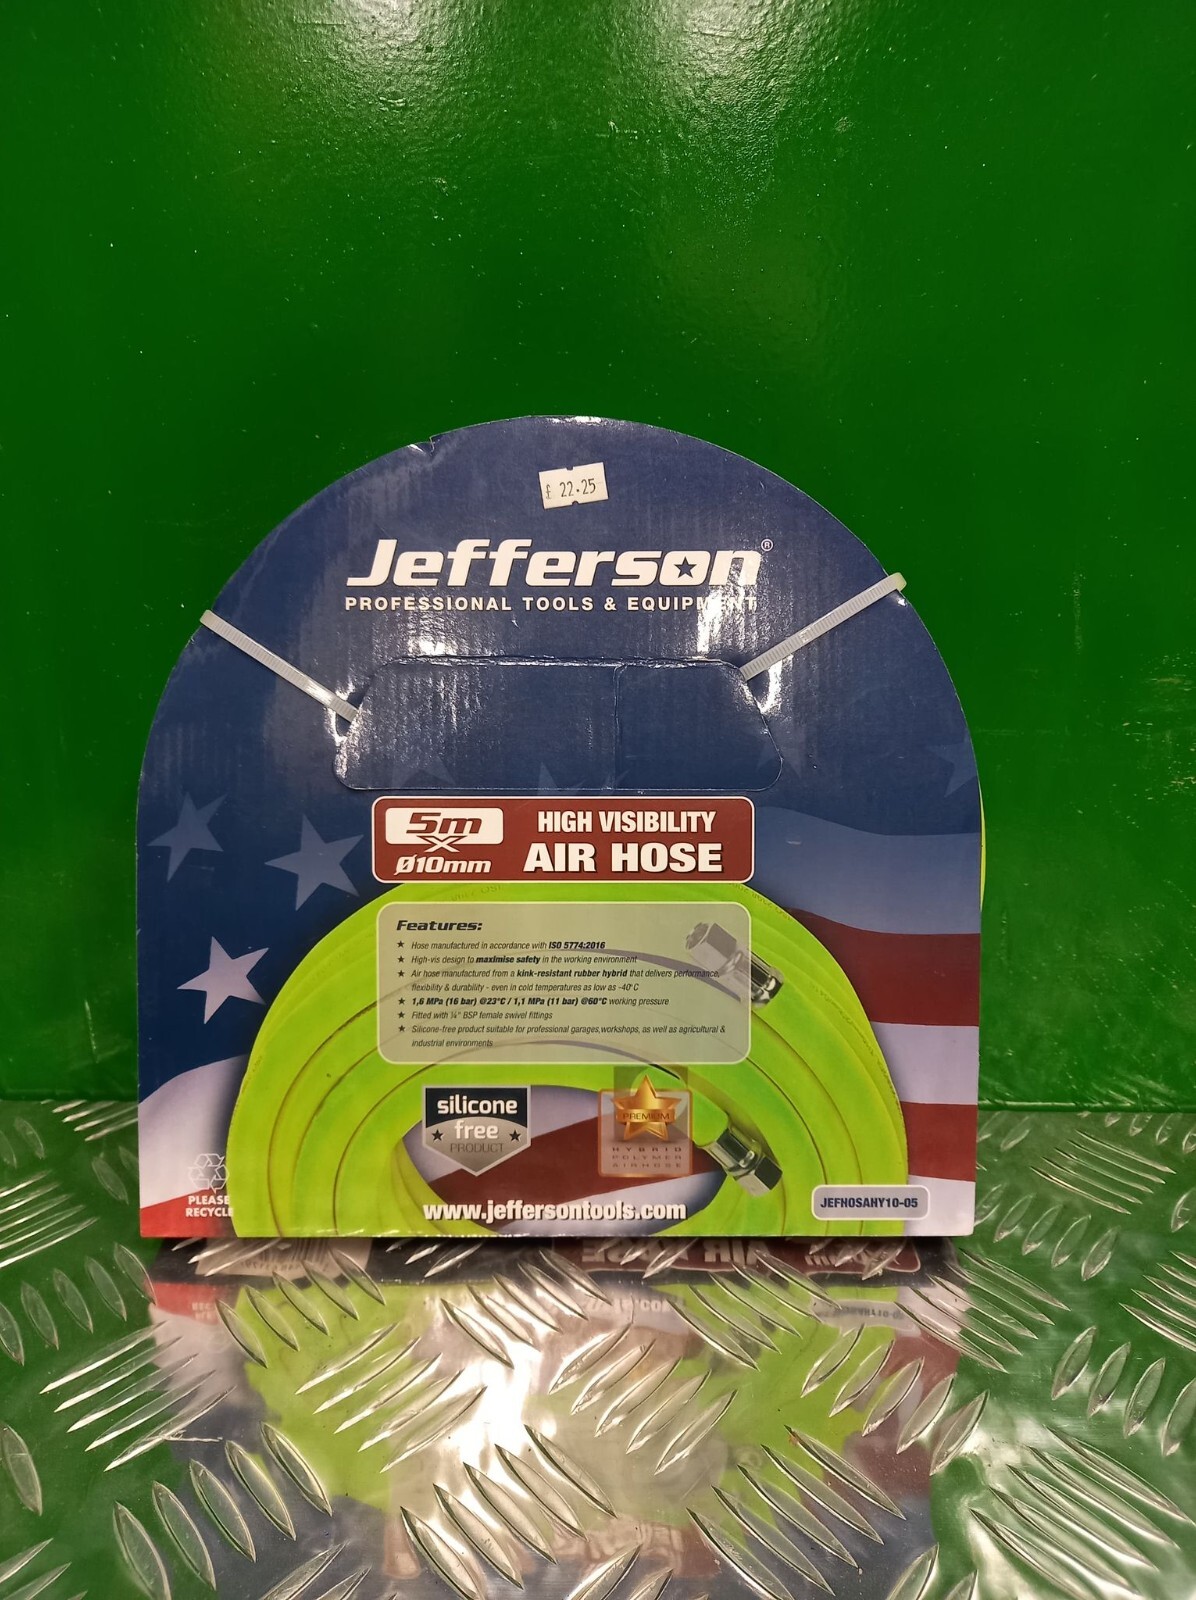 £ 22.25
Jefferson®
PROFESSIONAL TOOLS & EQUIPMENT
5m
X
Ø10mm
HIGH VISIBILITY
AIR HOSE
Features:
★ Hose manufactured in accordance with ISO 5774:2016
★ High-vis design to maximise safety in the working environment
★ Air hose manufactured from a kink-resistant rubber hybrid that delivers performance,
flexibility & durability - even in cold temperatures as low as -40°C
★ 1,6 MPa (16 bar) @23°C / 1,1 MPa (11 bar) @60°C working pressure
★ Fitted with ¼" BSP female swivel fittings
★ Silicone-free product suitable for professional garages,workshops, as well as agricultural &
industrial environments
silicone
free
PRODUCT
PREMIUM
HYBRID
POLYMER
AIRHOSE
PLEASE
RECYCLE
www.jeffersontools.com
JEFHOSAHY10-05